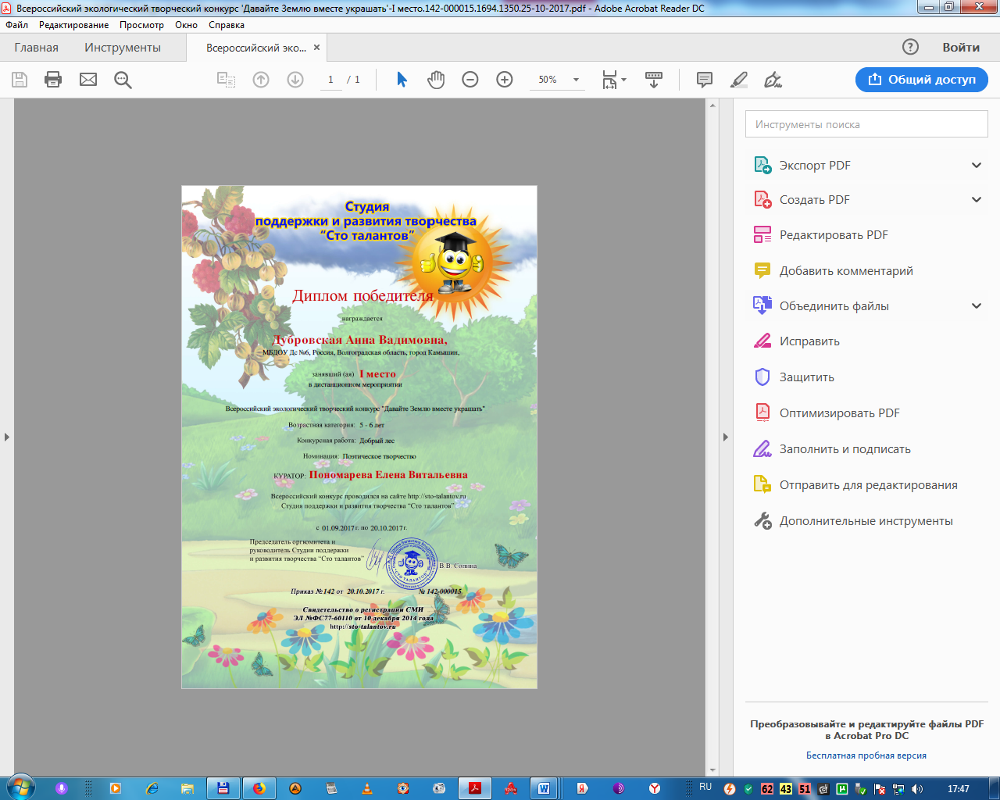 Всероссийский экологический творческий конкурс 'Давайте Землю вместе украшать'-I место.142-000015.1694.1350.25-10-2017.pdf - Adobe Acrobat Reader DC
Файл Редактирование Просмотр Окно Справка
Главная Инструменты Всероссийский эко... × Войти
1 / 1 50% Общий доступ
Студия
поддержки и развития творчества
“Сто талантов”
Диплом победителя
награждается
Дубровская Анна Вадимовна,
МБДОУ Дс №6, Россия, Волгоградская область, город Камышин,
занявший (ая) I место
в дистанционном мероприятии
Всероссийский экологический творческий конкурс "Давайте Землю вместе украшать"
Возрастная категория: 5 - 6 лет
Конкурсная работа: Добрый лес
Номинация: Поэтическое творчество
КУРАТОР: Пономарева Елена Витальевна
Всероссийский конкурс проводился на сайте http://sto-talantov.ru
Студия поддержки и развития творчества “Сто талантов”
с 01.09.2017 г. по 20.10.2017 г.
Председатель оргкомитета и
руководитель Студии поддержки
и развития творчества “Сто талантов”
В.В. Сопина
Приказ №142 от 20.10.2017 г. № 142-000015
Свидетельство о регистрации СМИ
ЭЛ №ФС77-60110 от 10 декабря 2014 года
http://sto-talantov.ru
Инструменты поиска
Экспорт PDF
Создать PDF
Редактировать PDF
Добавить комментарий
Объединить файлы
Исправить
Защитить
Оптимизировать PDF
Заполнить и подписать
Отправить для редактирования
Дополнительные инструменты
Преобразовывайте и редактируйте файлы PDF
в Acrobat Pro DC
Бесплатная пробная версия
RU 62 43 51 17:47